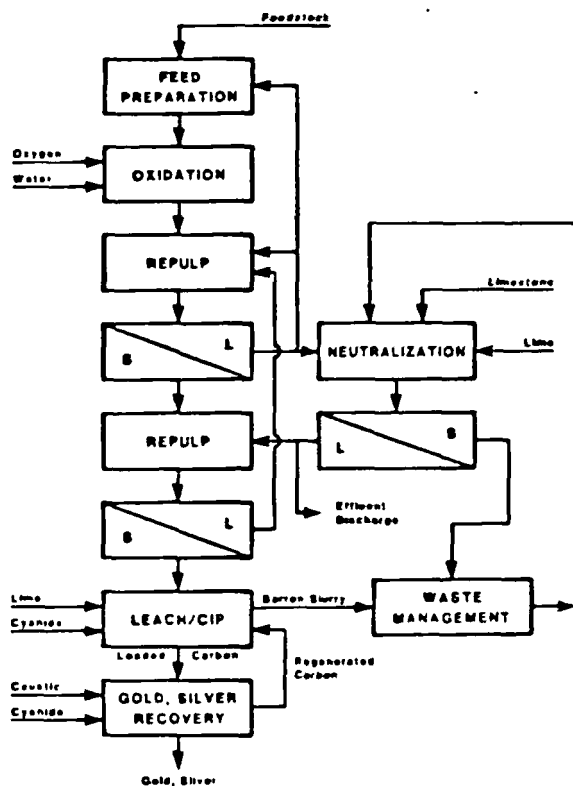 Feedstock
FEED
PREPARATION
Oxygen
Water
OXIDATION
REPULP
Limestone
S L
NEUTRALIZATION
Lime
REPULP
L S
Effluent
Discharge
S L
Lime
Cyanide
LEACH/CIP
Barren Slurry
WASTE
MANAGEMENT
Loaded Carbon
Regenerated
Carbon
Caustic
Cyanide
GOLD, SILVER
RECOVERY
Gold, Silver